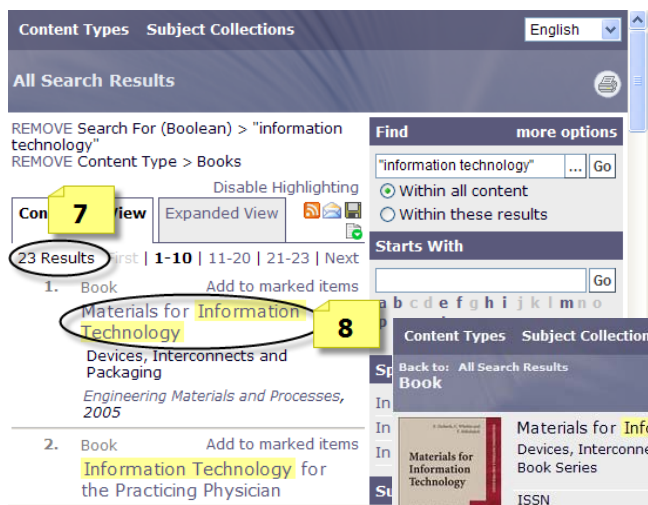 Content Types Subject Collections
English
All Search Results
REMOVE Search For (Boolean) > "information
technology"
REMOVE Content Type > Books
Disable Highlighting
7
Expanded View
23 Results First | 1-10 | 11-20 | 21-23 | Next
1. Book Add to marked items
Materials for Information
Technology
8
Devices, Interconnects and
Packaging
Engineering Materials and Processes,
2005
2. Book Add to marked items
Information Technology for
the Practicing Physician
Find more options
"information technology" ... Go
Within all content
Within these results
Starts With
Go
a b c d e f g h i j k l m n o
In
In
In
Content Types Subject Collection
Back to: All Search Results
Book
Materials for
Information
Technology
Materials for Info
Devices, Interconne
Book Series
ISSN